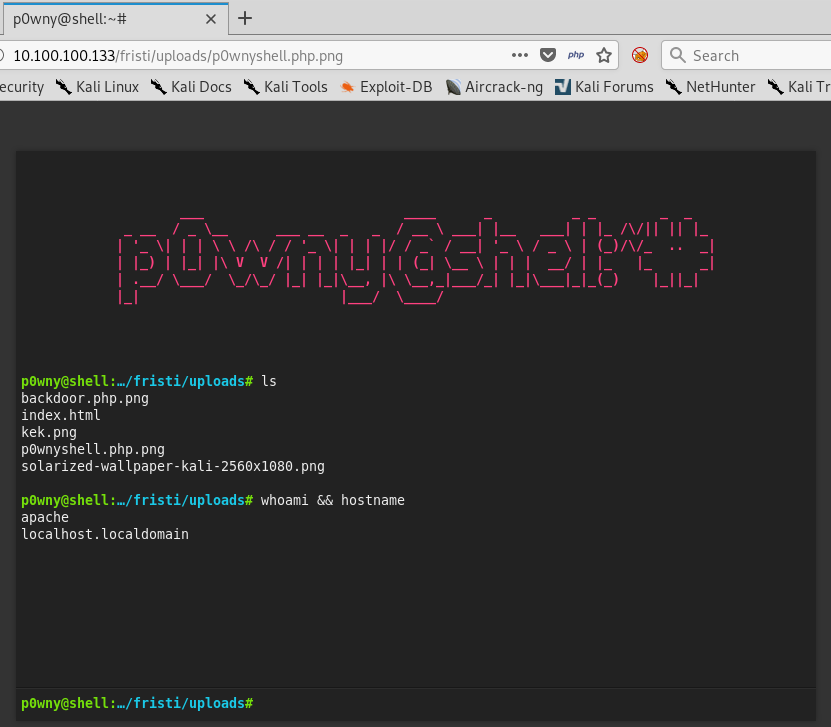 p0wny@shell:~#
10.100.100.133/fristi/uploads/p0wnyshell.php.png
php
Search
ecurity
Kali Linux
Kali Docs
Kali Tools
Exploit-DB
Aircrack-ng
Kali Forums
NetHunter
Kali Tr
p0wny@shell:~#
p0wny@shell:…/fristi/uploads# ls
backdoor.php.png
index.html
kek.png
p0wnyshell.php.png
solarized-wallpaper-kali-2560x1080.png
p0wny@shell:…/fristi/uploads# whoami && hostname
apache
localhost.localdomain
p0wny@shell:…/fristi/uploads#